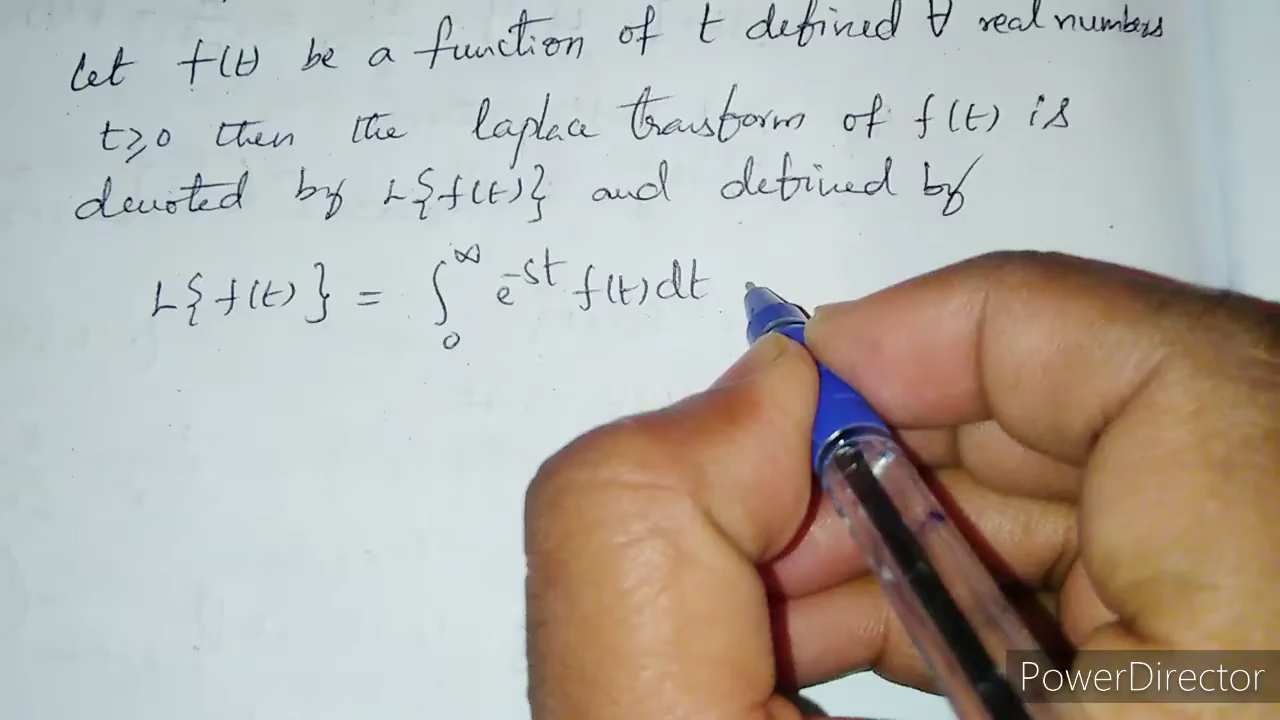 Let f(t) be a function of t defined ∀ real numbers
t≥0 then the laplace transform of f(t) is
denoted by L{f(t)} and defined by
L{f(t)} = ∫₀^∞ e^-st f(t)dt
PowerDirector